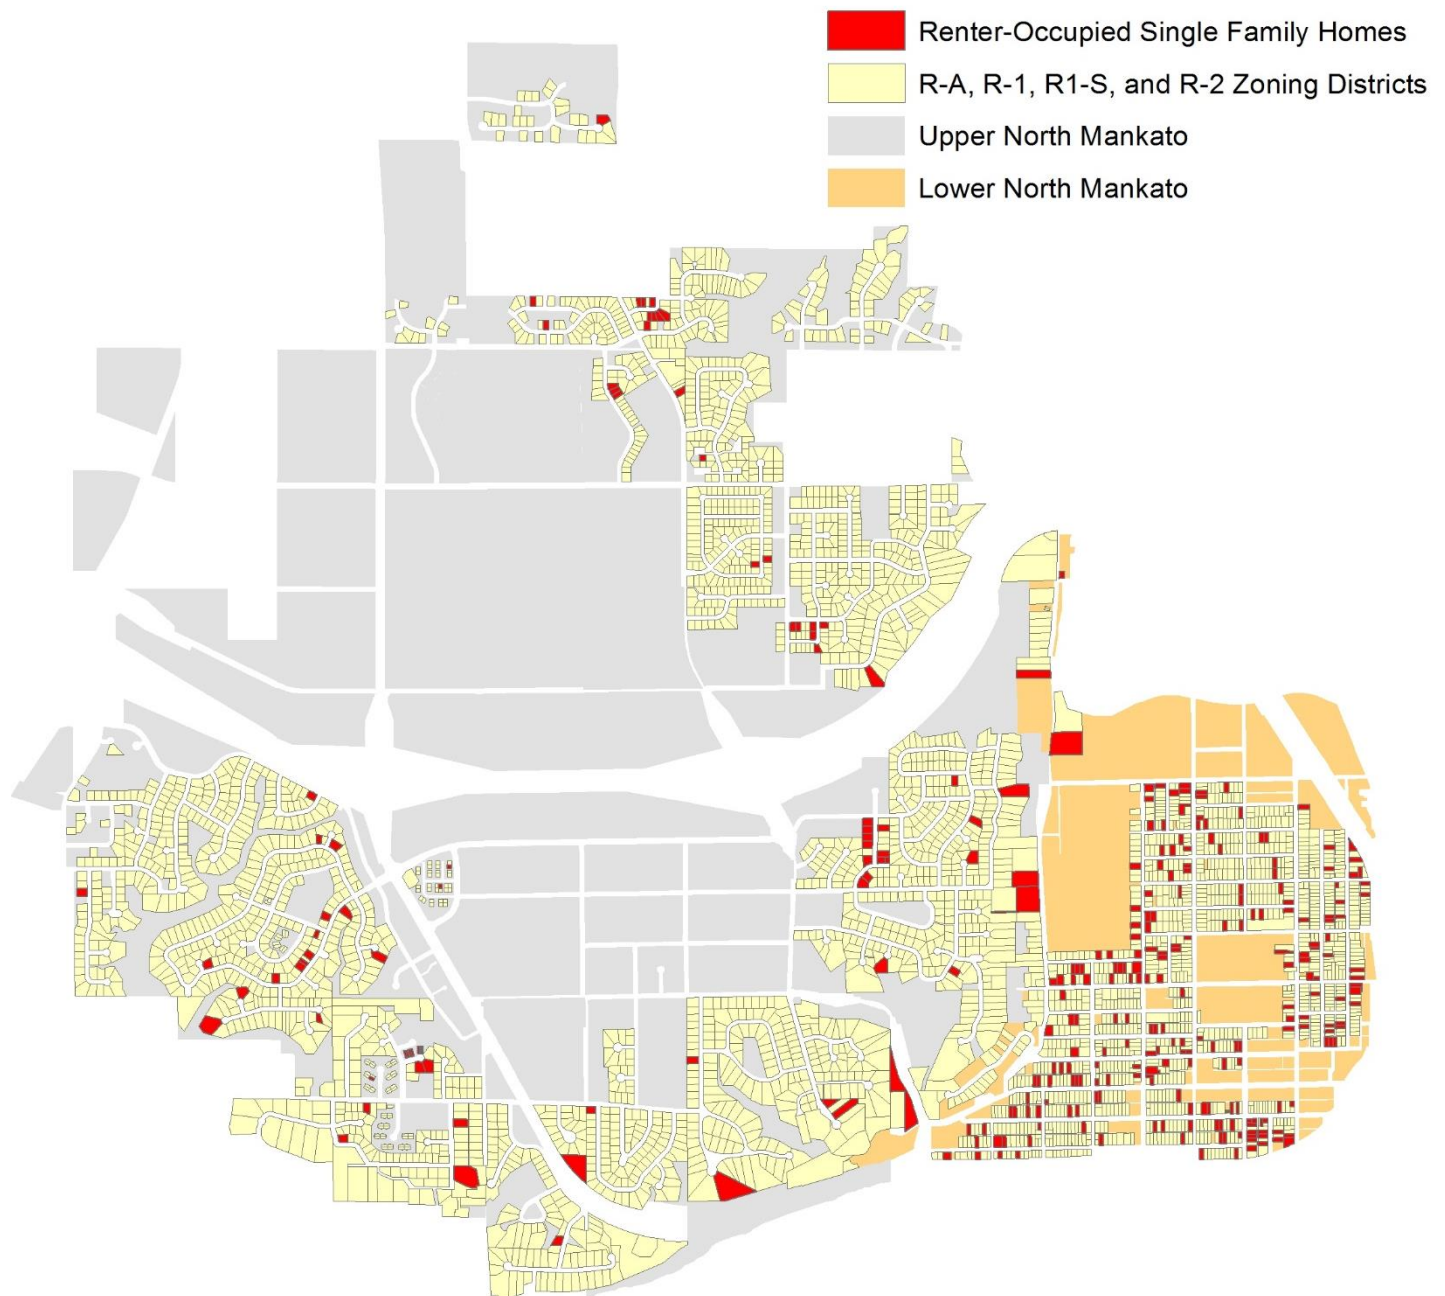 Renter-Occupied Single Family Homes
R-A, R-1, R1-S, and R-2 Zoning Districts
Upper North Mankato
Lower North Mankato